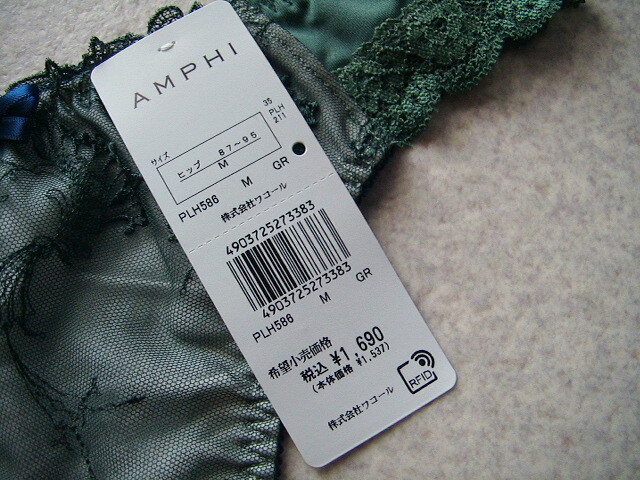 AMPHI
35
PLH
211
サイズ
ヒップ 87～95
M
PLH586 M GR
株式会社ワコール
4903725273383
4903725273383
PLH586 M GR
希望小売価格
税込 ¥1,690
(本体価格 ¥1,537)
RFID
株式会社ワコール